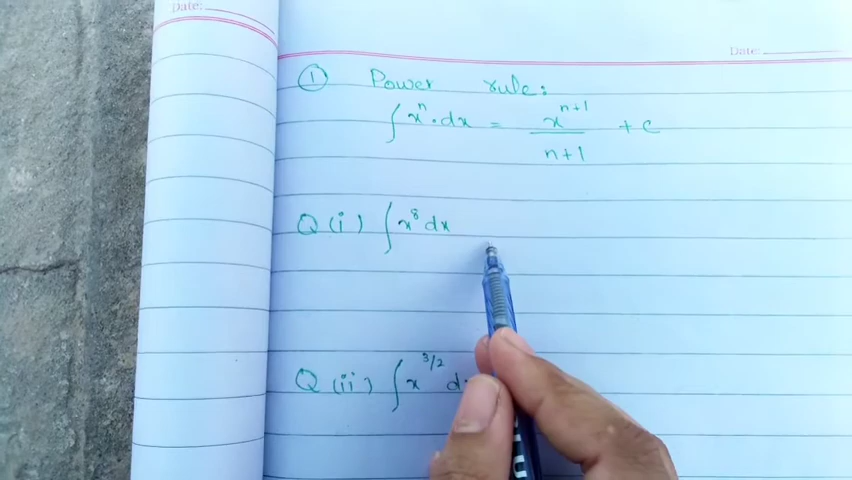 Date:
Date:
① Power rule:
∫ xⁿ · dx = xⁿ⁺¹ / n+1 + c
Q (i) ∫ x⁸ dx
Q (ii) ∫ x^3/2 d